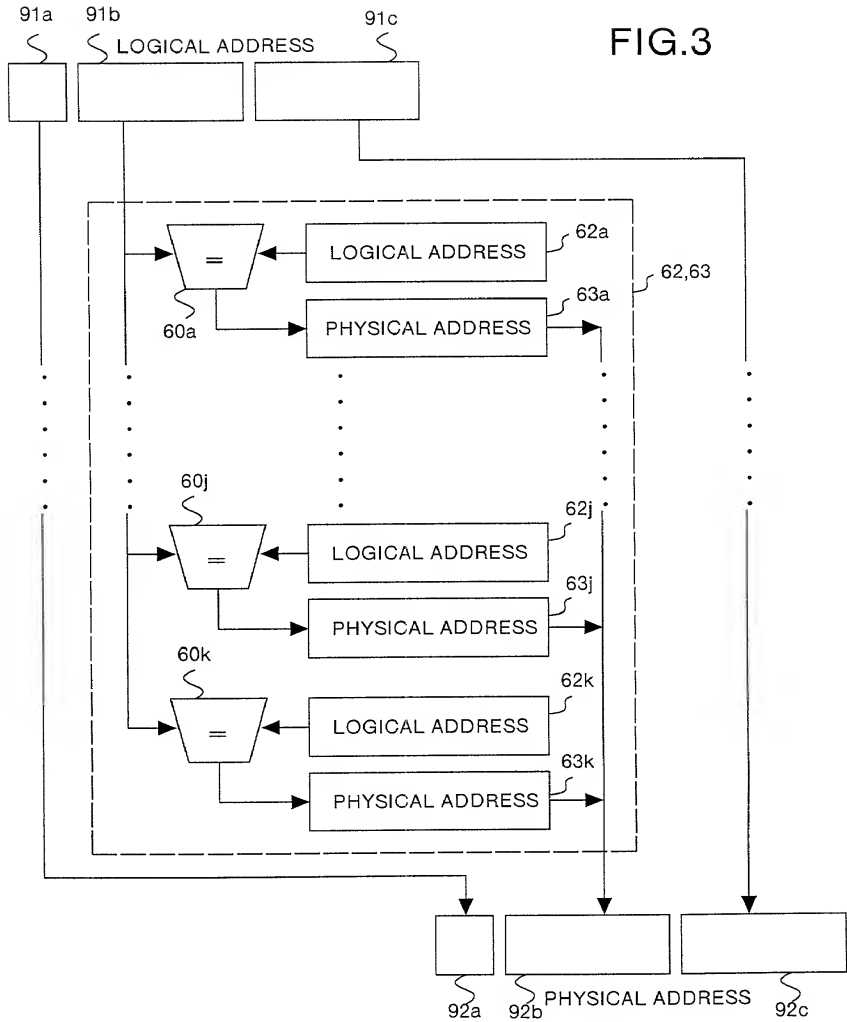 91a 91b 91c
LOGICAL ADDRESS
FIG.3
= LOGICAL ADDRESS 62a
62,63
60a PHYSICAL ADDRESS 63a
60j
= LOGICAL ADDRESS 62j
PHYSICAL ADDRESS 63j
60k
= LOGICAL ADDRESS 62k
PHYSICAL ADDRESS 63k
92a 92b PHYSICAL ADDRESS 92c